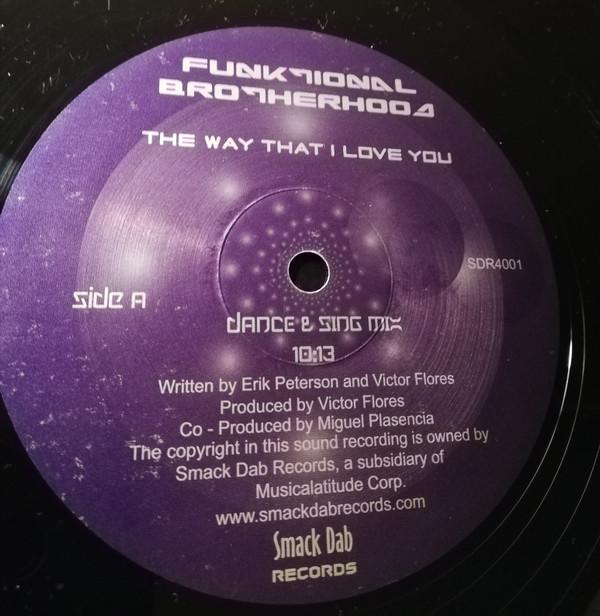 FUNKTIONAL
BROTHERHOOD
THE WAY THAT I LOVE YOU
SDR4001
side A
DANCE & SING MIX
10:13
Written by Erik Peterson and Victor Flores
Produced by Victor Flores
Co - Produced by Miguel Plasencia
The copyright in this sound recording is owned by
Smack Dab Records, a subsidiary of
Musicalatitude Corp.
www.smackdabrecords.com
Smack Dab
RECORDS